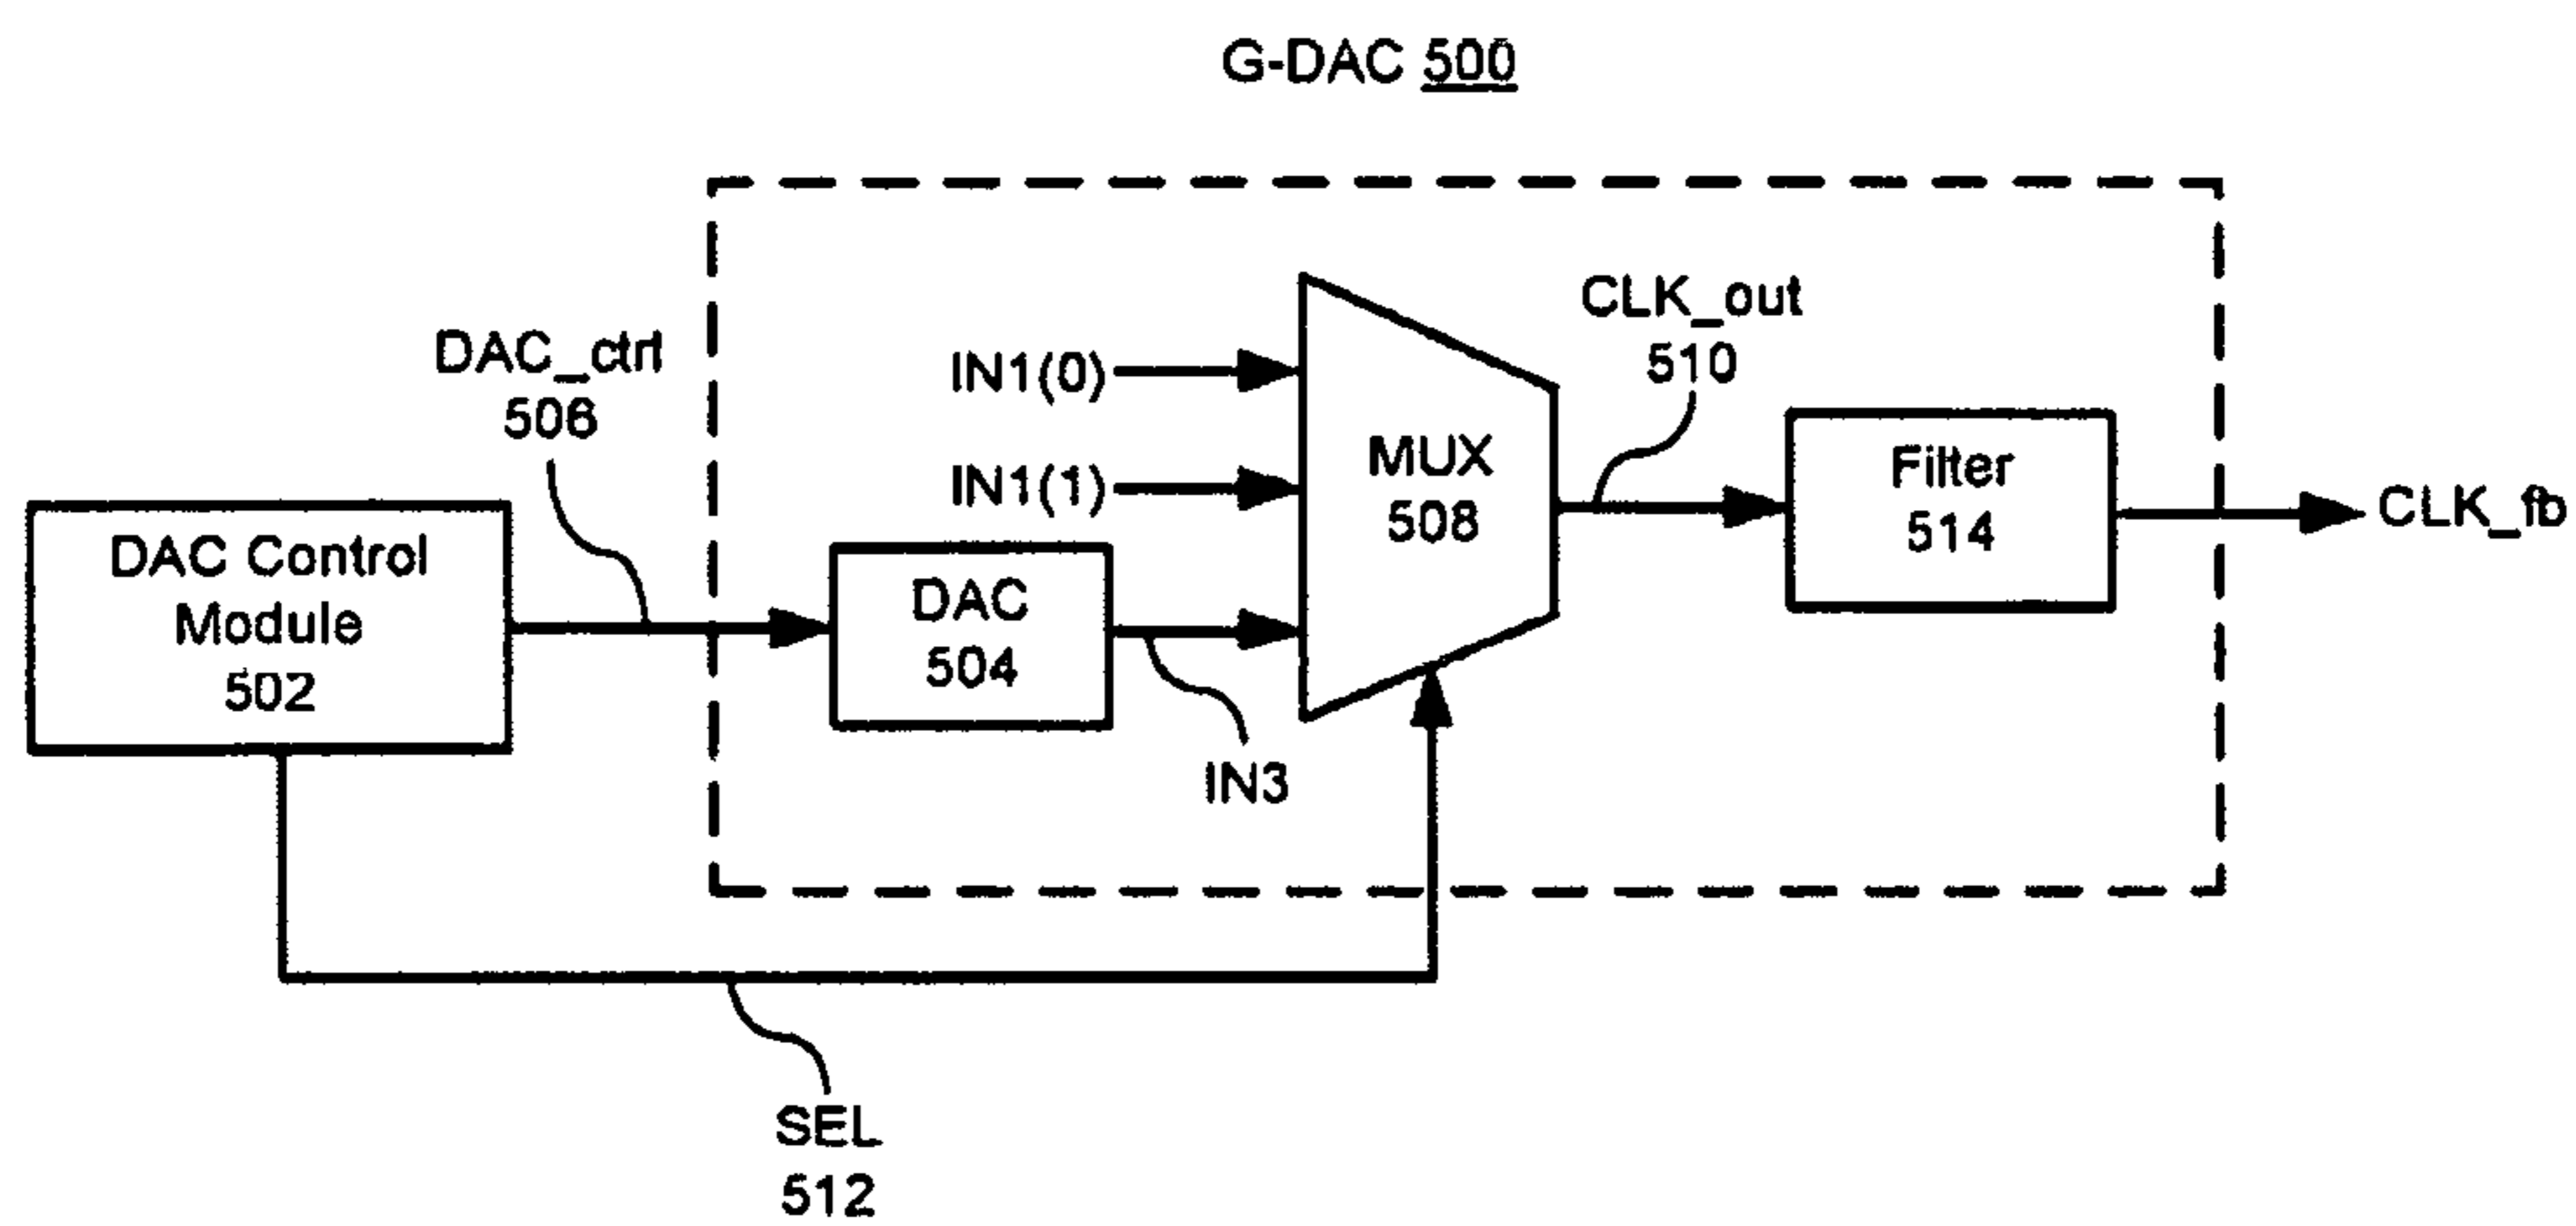 G-DAC 500
DAC_ctrl
506
CLK_out
510
IN1(0)
IN1(1)
MUX
508
Filter
514
CLK_fb
DAC Control
Module
502
DAC
504
IN3
SEL
512